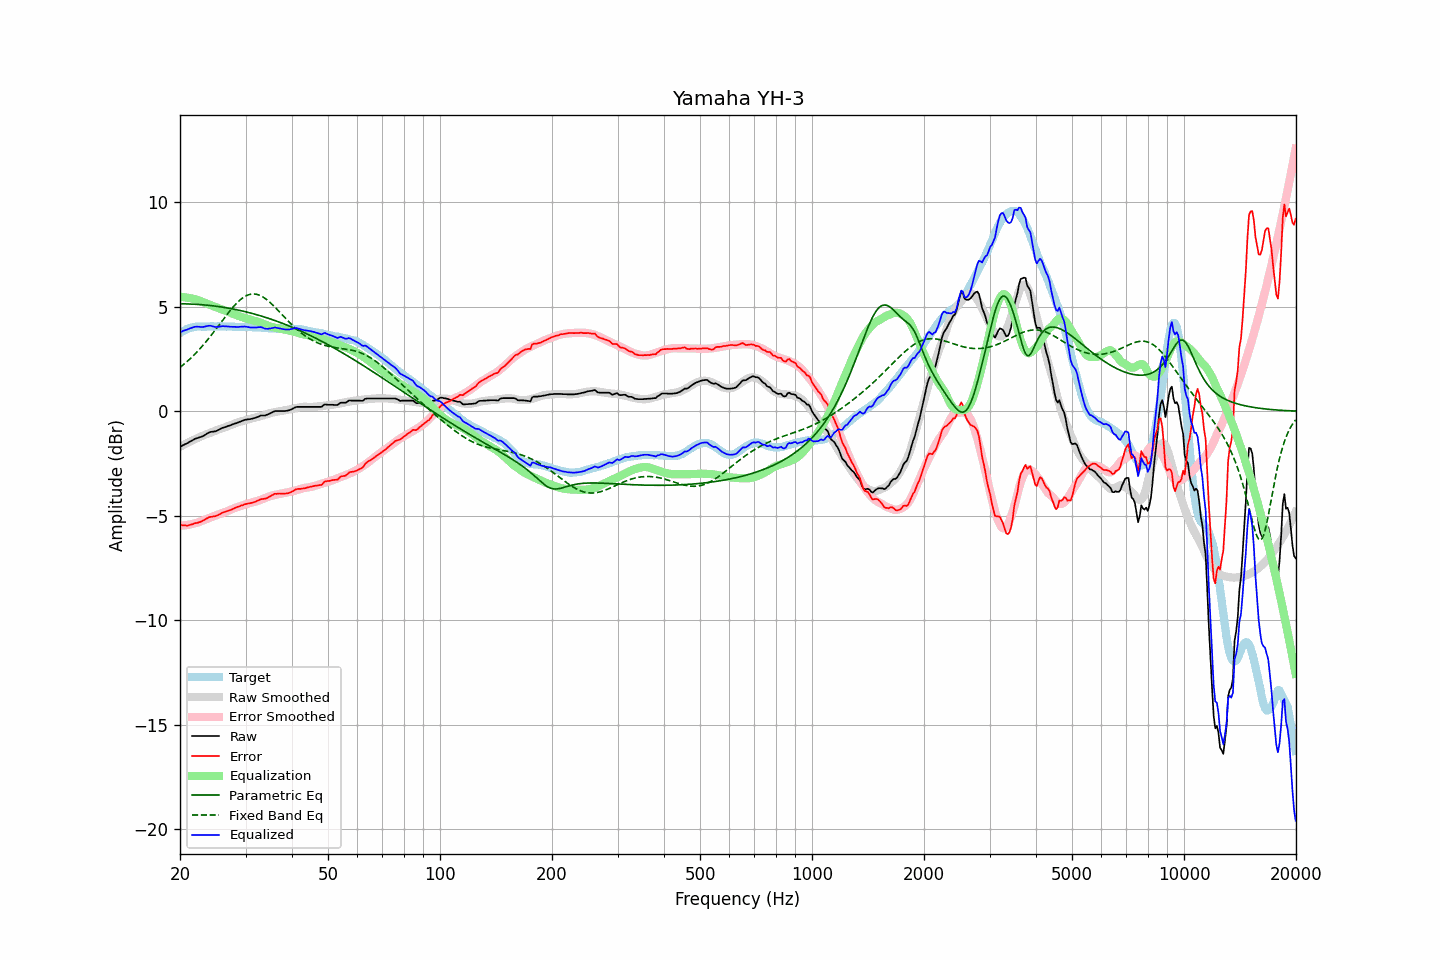 Yamaha YH-3
Amplitude (dBr)
10
5
0
−5
−10
−15
−20
Target
Raw Smoothed
Error Smoothed
Raw
Error
Equalization
Parametric Eq
Fixed Band Eq
Equalized
20 50 100 200 500 1000 2000 5000 10000 20000
Frequency (Hz)